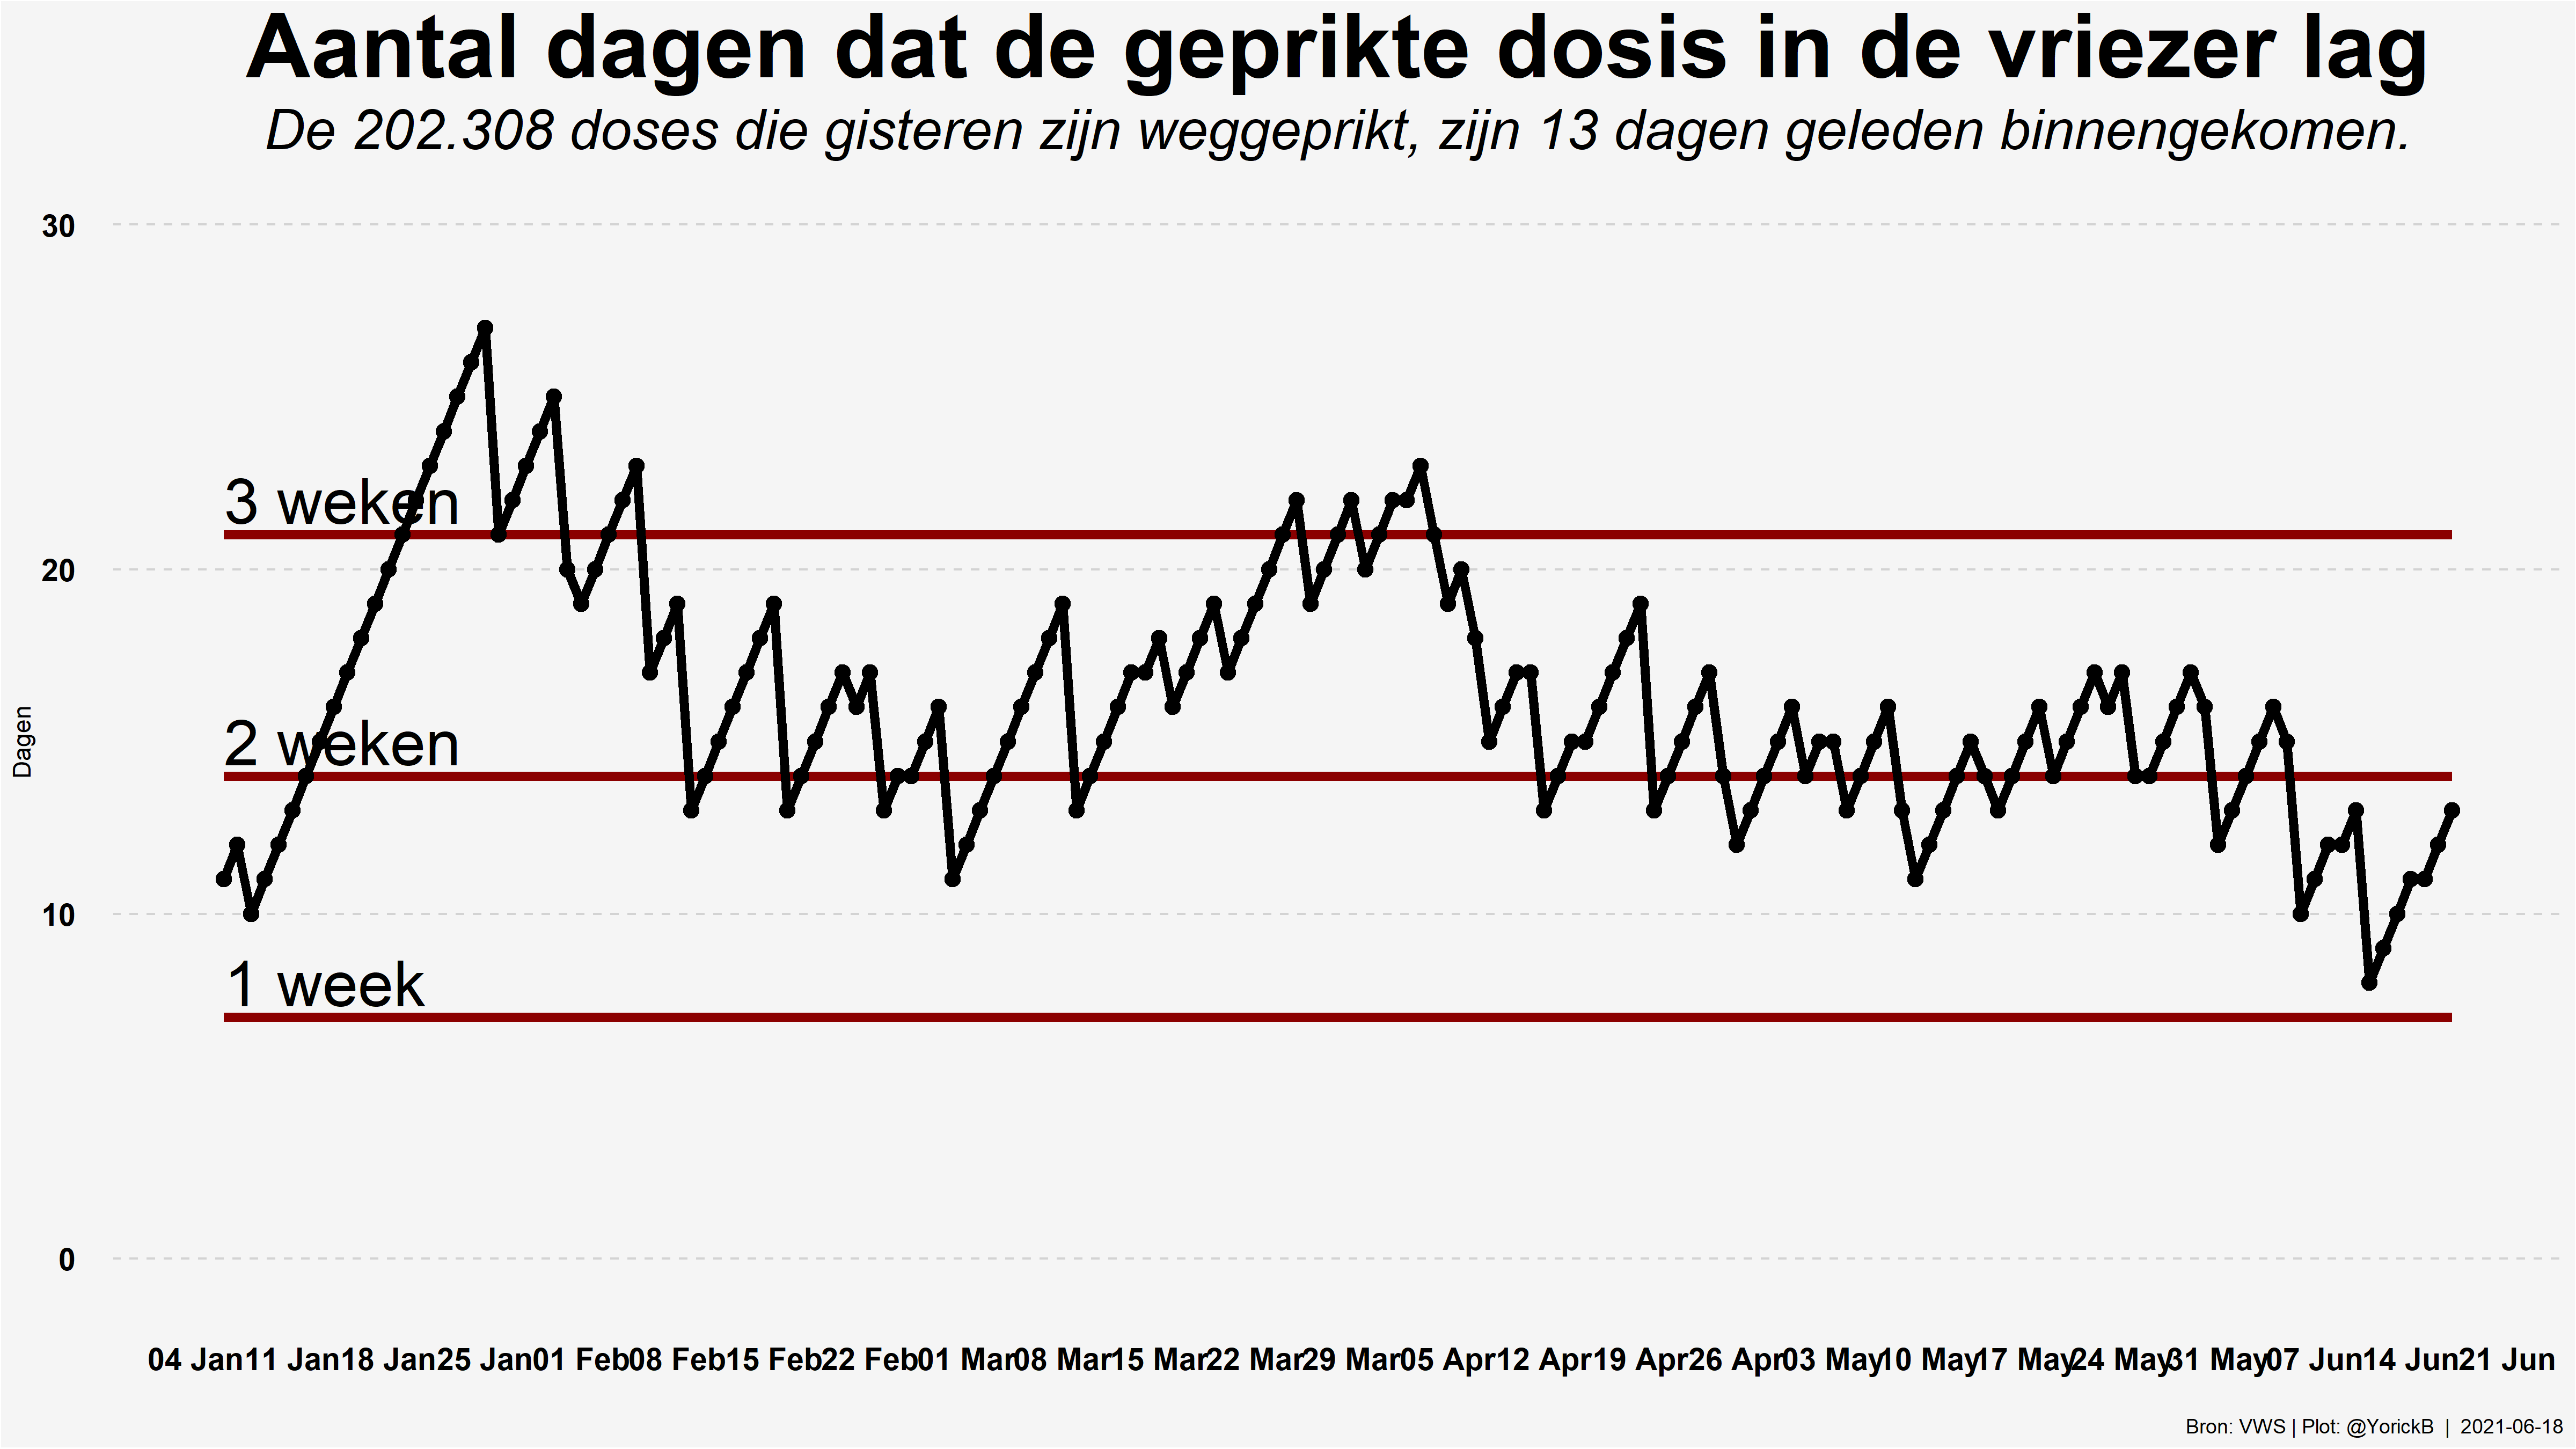 Aantal dagen dat de geprikte dosis in de vriezer lag
De 202.308 doses die gisteren zijn weggeprikt, zijn 13 dagen geleden binnengekomen.
30
3 weken
20
2 weken
Dagen
10
1 week
0
04 Jan 11 Jan 18 Jan 25 Jan 01 Feb 08 Feb 15 Feb 22 Feb 01 Mar 08 Mar 15 Mar 22 Mar 29 Mar 05 Apr 12 Apr 19 Apr 26 Apr 03 May 10 May 17 May 24 May 31 May 07 Jun 14 Jun 21 Jun
Bron: VWS | Plot: @YorickB | 2021-06-18